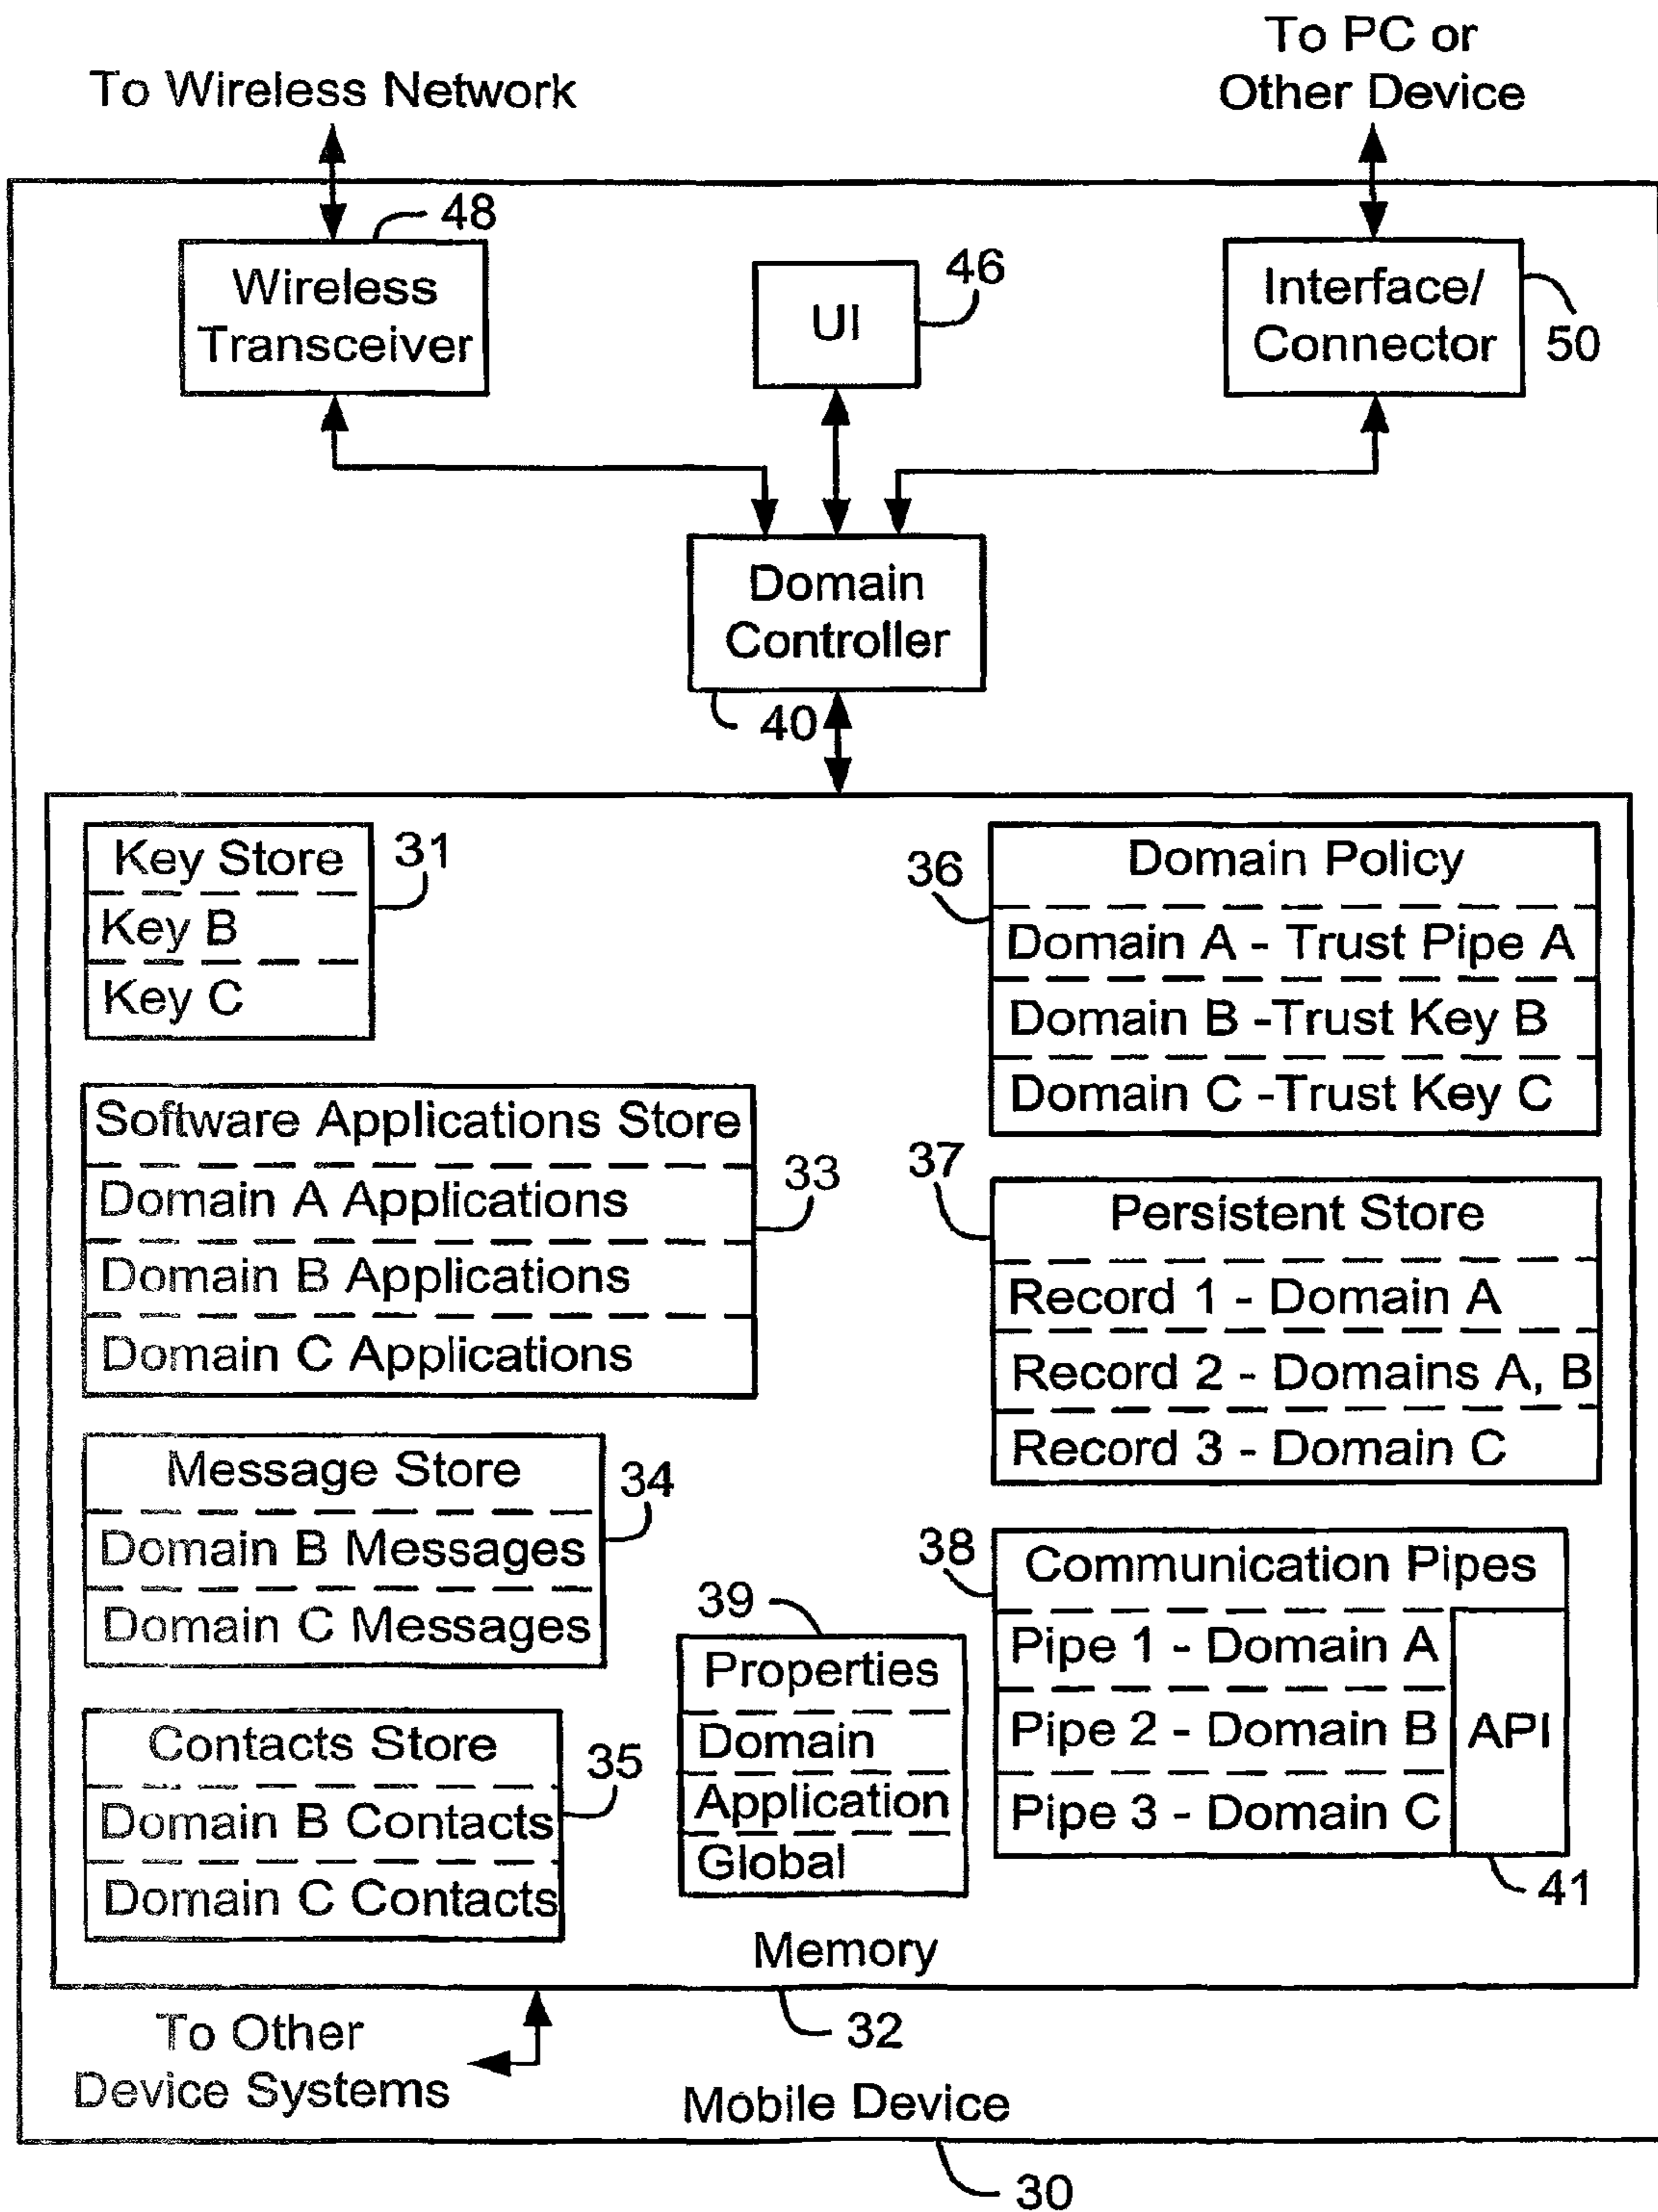 To PC or
Other Device
To Wireless Network
48
Wireless
Transceiver
46
UI
Interface/
Connector
50
Domain
Controller
40
Key Store
Key B
Key C
31
36
Domain Policy
Domain A - Trust Pipe A
Domain B -Trust Key B
Domain C -Trust Key C
Software Applications Store
Domain A Applications
Domain B Applications
Domain C Applications
33
37
Persistent Store
Record 1 - Domain A
Record 2 - Domains A, B
Record 3 - Domain C
Message Store
Domain B Messages
Domain C Messages
34
38
Communication Pipes
Pipe 1 - Domain A
Pipe 2 - Domain B
Pipe 3 - Domain C
API
41
39
Properties
Domain
Application
Global
Contacts Store
Domain B Contacts
Domain C Contacts
35
Memory
32
To Other
Device Systems
Mobile Device
30